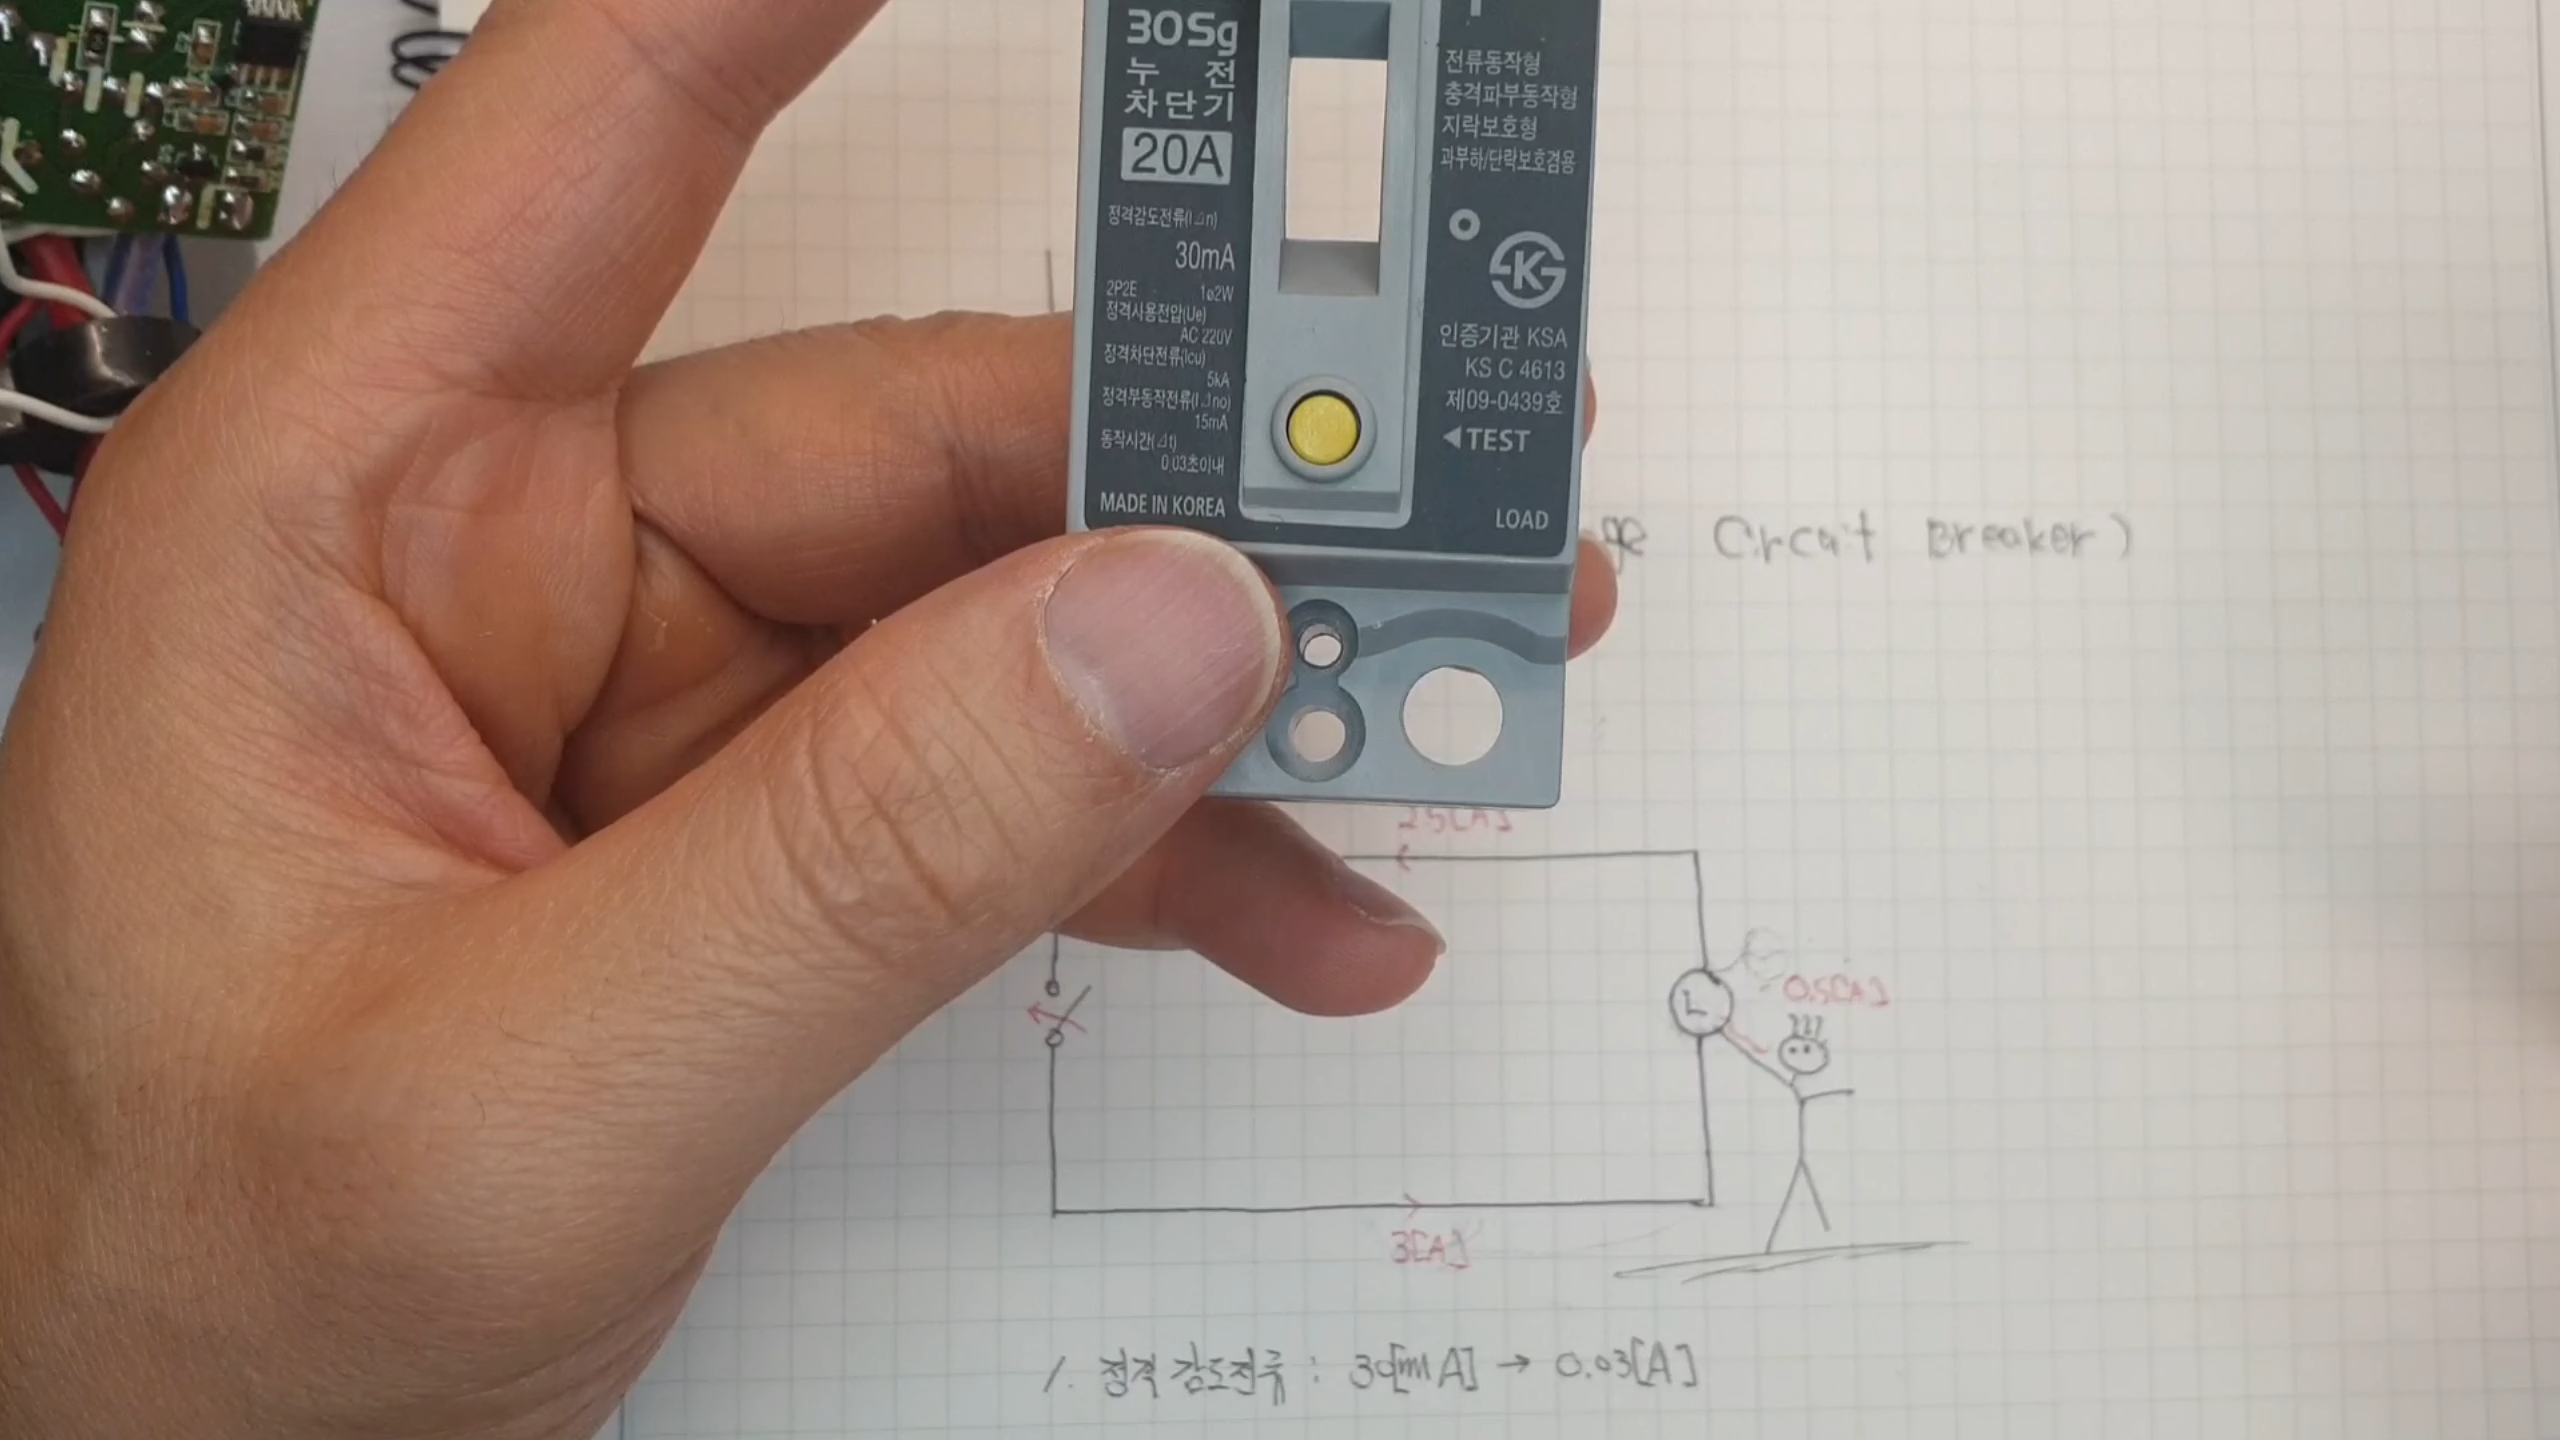 30Sg
누 전
차단기
20A
정격감도전류(I⊿n)
30mA
2P2E 1ø2W
정격사용전압(Ue)
AC 220V
정격차단전류(Icu)
5kA
정격부동작전류(I⊿no)
15mA
동작시간(⊿t)
0.03초이내
MADE IN KOREA
전류동작형
충격파부동작형
지락보호형
과부하/단락보호겸용
인증기관 KSA
KS C 4613
제09-0439호
◀TEST
LOAD
ge Circuit Breaker)
2.5[A]
L
0.5[A]
3[A]
1. 정격감도전류 : 30[mA] → 0.03[A]